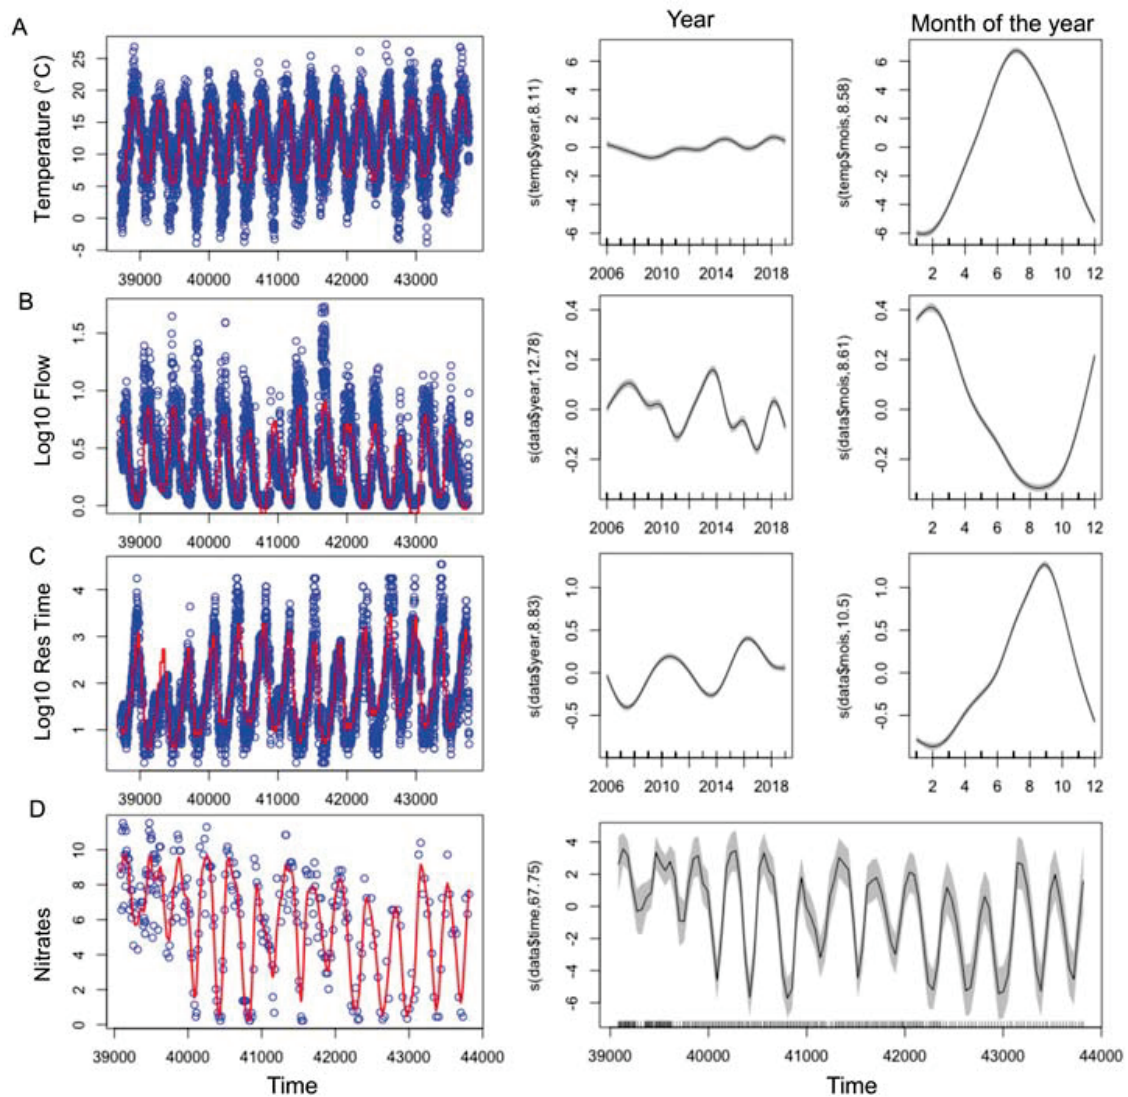 Year
Month of the year
A
Temperature (°C)
-5 0 5 10 15 20 25
39000 40000 41000 42000 43000
s(temp$year,8.11)
-6 -4 -2 0 2 4 6
2006 2010 2014 2018
s(temp$mois,8.58)
-6 -4 -2 0 2 4 6
2 4 6 8 10 12
B
Log10 Flow
0.0 0.5 1.0 1.5
39000 40000 41000 42000 43000
s(data$year,12.78)
-0.2 0.0 0.2 0.4
2006 2010 2014 2018
s(data$mois,8.61)
-0.2 0.0 0.2 0.4
2 4 6 8 10 12
C
Log10 Res Time
1 2 3 4
39000 40000 41000 42000 43000
s(data$year,8.83)
-0.5 0.0 0.5 1.0
2006 2010 2014 2018
s(data$mois,10.5)
-0.5 0.0 0.5 1.0
2 4 6 8 10 12
D
Nitrates
0 2 4 6 8 10
39000 40000 41000 42000 43000 44000
Time
s(data$time,67.75)
-6 -4 -2 0 2 4
39000 40000 41000 42000 43000 44000
Time